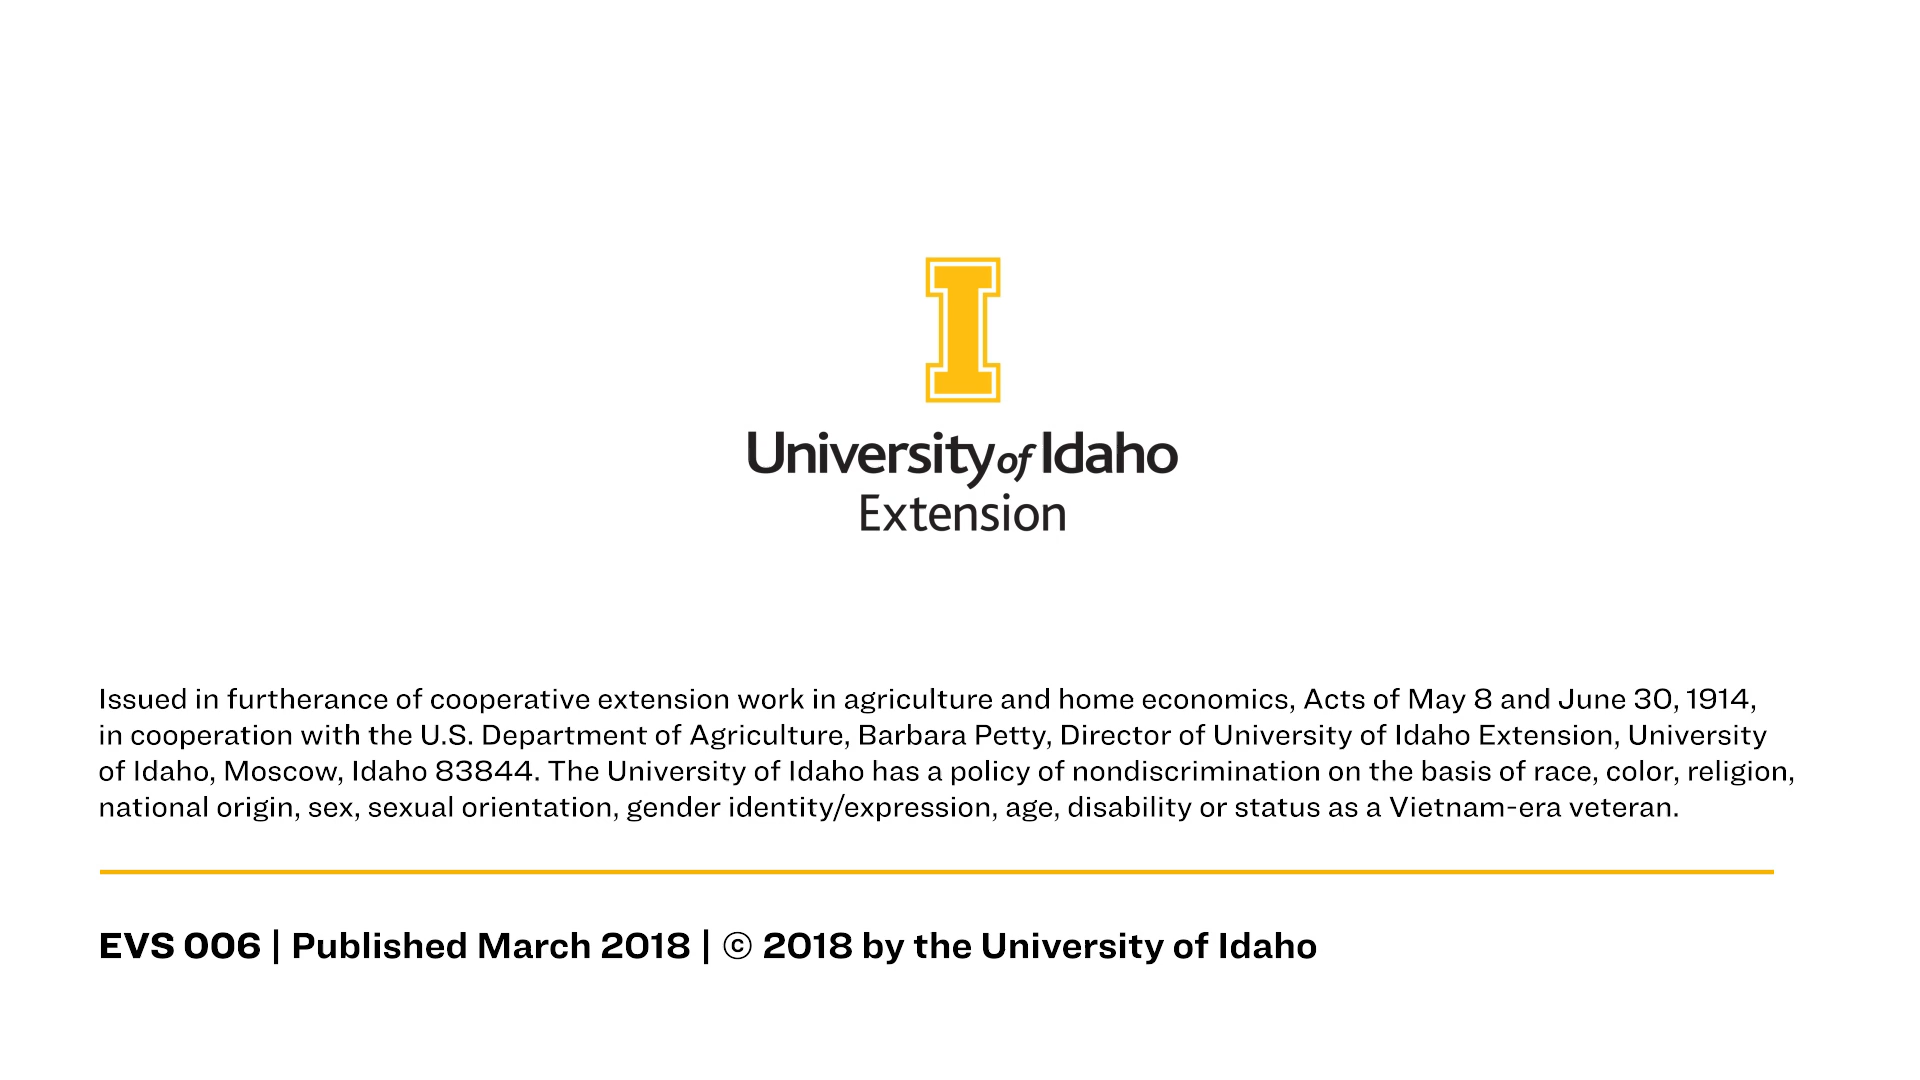 I
University of Idaho
Extension
Issued in furtherance of cooperative extension work in agriculture and home economics, Acts of May 8 and June 30, 1914,
in cooperation with the U.S. Department of Agriculture, Barbara Petty, Director of University of Idaho Extension, University
of Idaho, Moscow, Idaho 83844. The University of Idaho has a policy of nondiscrimination on the basis of race, color, religion,
national origin, sex, sexual orientation, gender identity/expression, age, disability or status as a Vietnam-era veteran.
EVS 006 | Published March 2018 | © 2018 by the University of Idaho